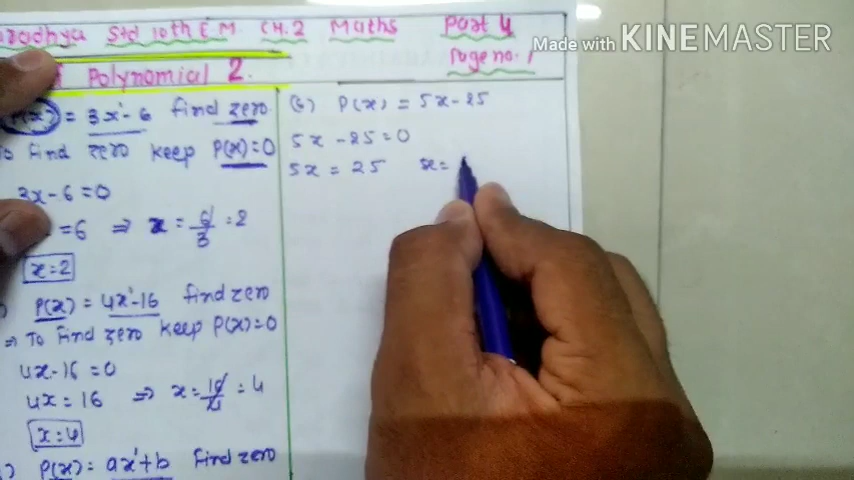 Std 10th E.M. CH.2 Maths Part 4
Page no. 1
Made with KINEMASTER
Polynomial 2.
P(x) = 3x¹-6 find zero
To find zero keep P(x)=0
3x-6=0
=6 ⇒ x = 6/3 = 2
x=2
P(x) = 4x¹-16 find zero
⇒ To find zero keep P(x)=0
4x-16=0
4x = 16 ⇒ x = 16/4 = 4
x=4
P(x) = ax¹+b find zero
P(x) = 5x-25
5x -25=0
5x = 25 x=